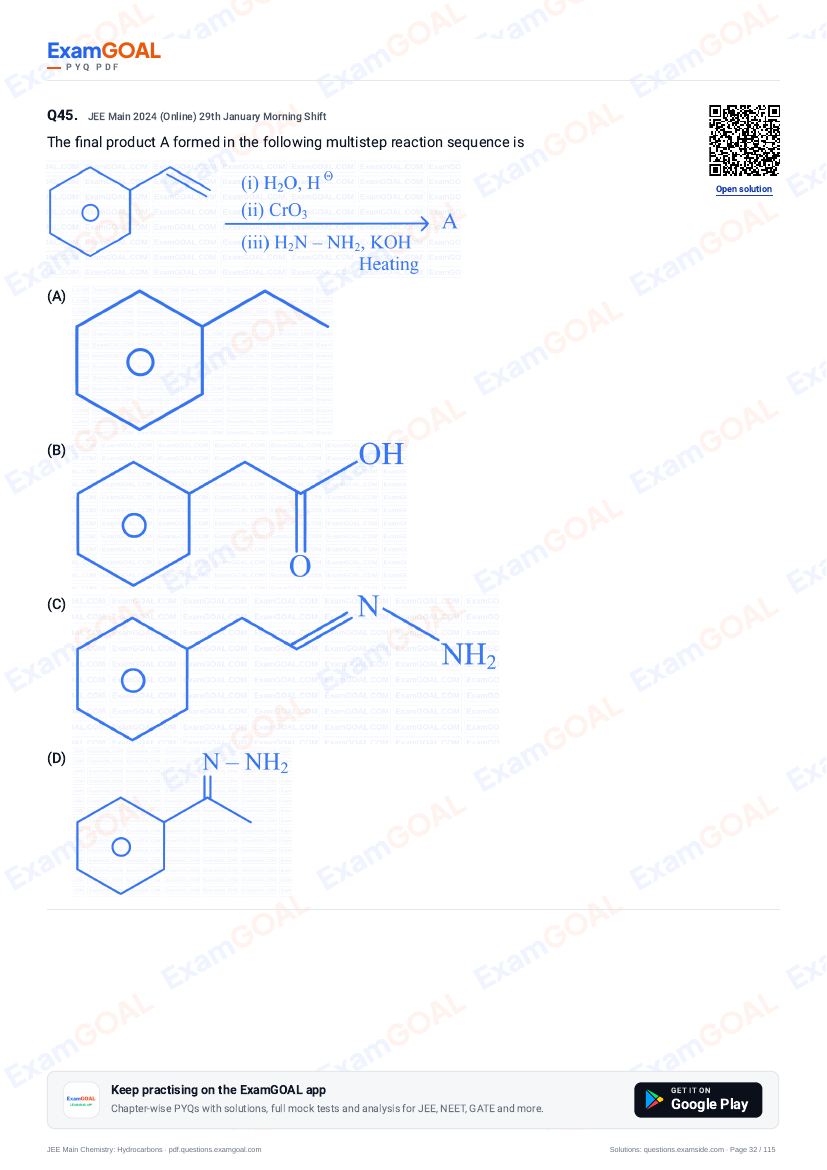 ExamGOAL
PYQ PDF
Q45. JEE Main 2024 (Online) 29th January Morning Shift
The final product A formed in the following multistep reaction sequence is
Open solution
(i) H₂O, H^⊖
(ii) CrO₃
A
(iii) H₂N – NH₂, KOH
Heating
(A)
(B)
OH
O
(C)
N
NH₂
(D)
N – NH₂
Keep practising on the ExamGOAL app
Chapter-wise PYQs with solutions, full mock tests and analysis for JEE, NEET, GATE and more.
GET IT ON
Google Play
JEE Main Chemistry: Hydrocarbons · pdf.questions.examgoal.com
Solutions: questions.examside.com · Page 32 / 115